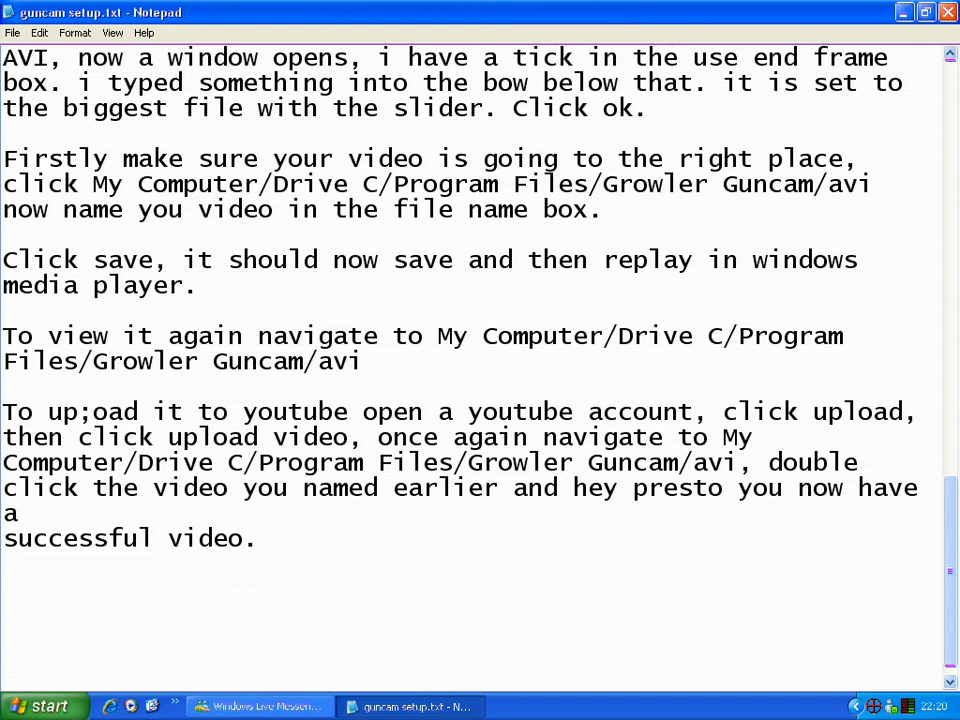 guncam setup.txt - Notepad
File Edit Format View Help
AVI, now a window opens, i have a tick in the use end frame
box. i typed something into the bow below that. it is set to
the biggest file with the slider. Click ok.
Firstly make sure your video is going to the right place,
click My Computer/Drive C/Program Files/Growler Guncam/avi
now name you video in the file name box.
Click save, it should now save and then replay in windows
media player.
To view it again navigate to My Computer/Drive C/Program
Files/Growler Guncam/avi
To up;oad it to youtube open a youtube account, click upload,
then click upload video, once again navigate to My
Computer/Drive C/Program Files/Growler Guncam/avi, double
click the video you named earlier and hey presto you now have
a
successful video.
start Windows Live Messen... guncam setup.txt - N... 22:20